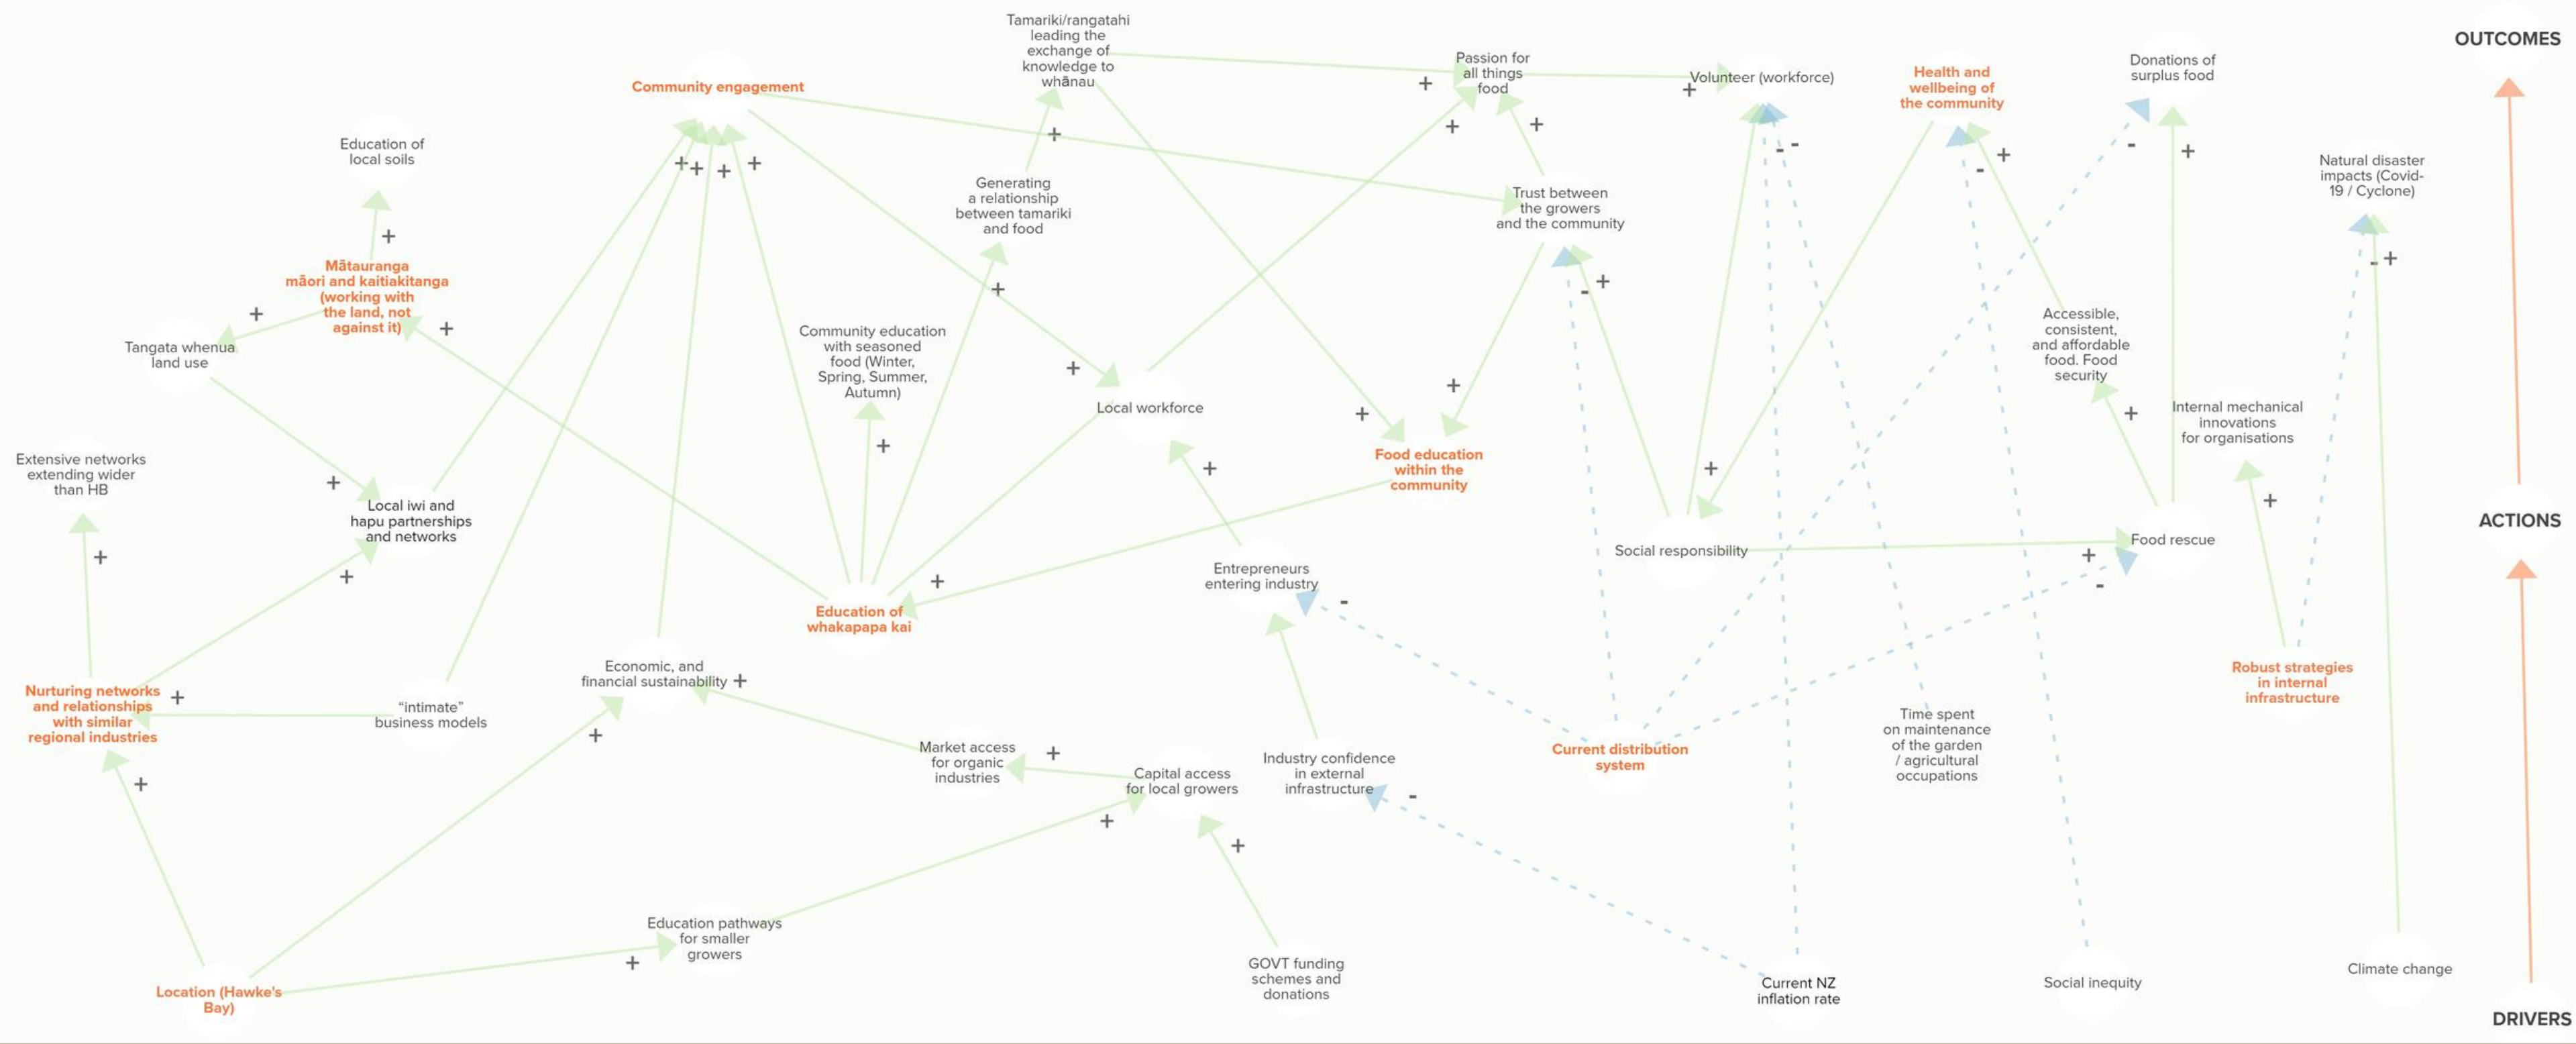 Tamariki/rangatahi
leading the
exchange of
knowledge to
whānau
OUTCOMES
Passion for
all things
food
Donations of
surplus food
Community engagement
Volunteer (workforce)
Health and
wellbeing of
the community
+
+
+
+
+
+
-
-
-
+
Education of
local soils
+
+
+
+
+
-
Natural disaster
impacts (Covid-
19 / Cyclone)
Generating
a relationship
between tamariki
and food
Trust between
the growers
and the community
+
Mātauranga
māori and kaitiakitanga
(working with
the land, not
against it)
+
+
+
-
-
+
+
Tangata whenua
land use
Community education
with seasoned
food (Winter,
Spring, Summer,
Autumn)
Accessible,
consistent,
and affordable
food. Food
security
+
+
+
+
Local workforce
Internal mechanical
innovations
for organisations
Extensive networks
extending wider
than HB
+
+
Food education
within the
community
+
+
+
Local iwi and
hapu partnerships
and networks
ACTIONS
Social responsibility
Food rescue
+
+
+
-
+
Entrepreneurs
entering industry
-
Education of
whakapapa kai
Economic, and
financial sustainability
+
Robust strategies
in internal
infrastructure
Nurturing networks
and relationships
with similar
regional industries
+
“intimate”
business models
+
Market access
for organic
industries
+
Capital access
for local growers
Industry confidence
in external
infrastructure
-
Current distribution
system
Time spent
on maintenance
of the garden
/ agricultural
occupations
+
+
+
Education pathways
for smaller
growers
+
GOVT funding
schemes and
donations
Location (Hawke's
Bay)
Current NZ
inflation rate
Social inequity
Climate change
DRIVERS